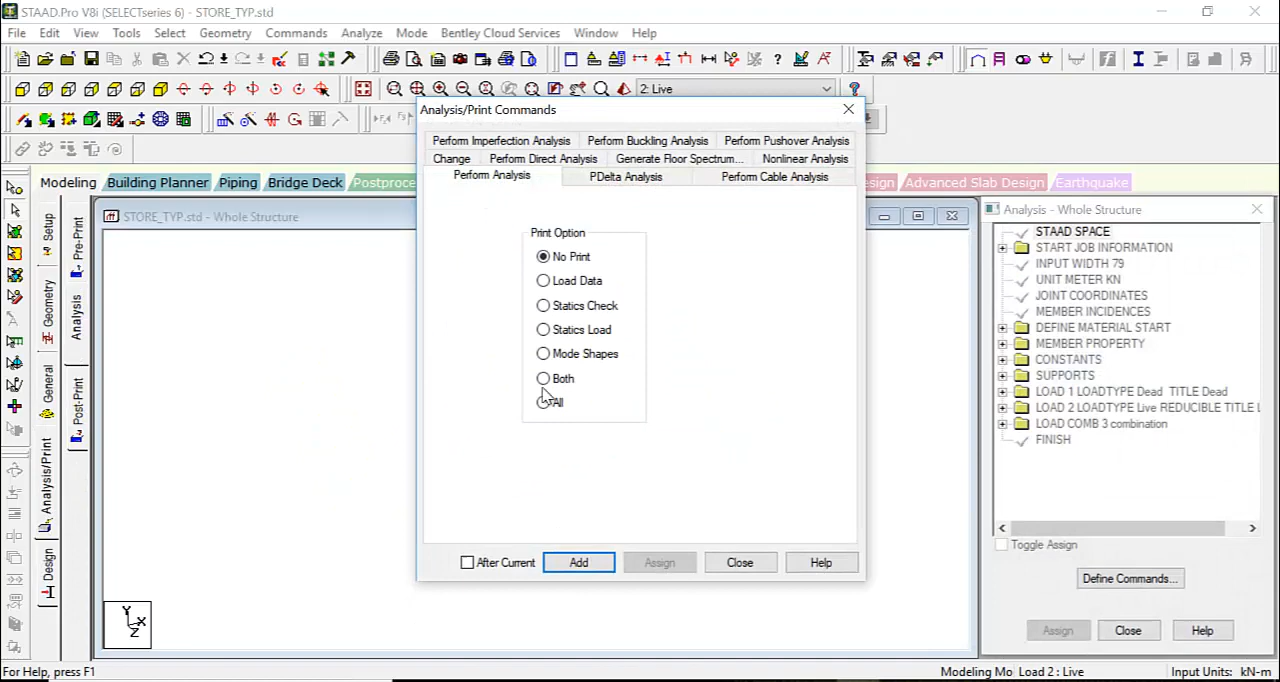 STAAD.Pro V8i (SELECTseries 6) - STORE_TYP.std
File Edit View Tools Select Geometry Commands Analyze Mode Bentley Cloud Services Window Help
2: Live
Modeling Building Planner Piping Bridge Deck Postproce sign Advanced Slab Design Earthquake
Setup
Geometry
General
Analysis/Print
Design
Pre-Print
Analysis
Post-Print
STORE_TYP.std - Whole Structure
Y
X
Z
Analysis/Print Commands
Perform Imperfection Analysis Perform Buckling Analysis Perform Pushover Analysis
Change Perform Direct Analysis Generate Floor Spectrum... Nonlinear Analysis
Perform Analysis PDelta Analysis Perform Cable Analysis
Print Option
No Print
Load Data
Statics Check
Statics Load
Mode Shapes
Both
All
After Current Add Assign Close Help
Analysis - Whole Structure
STAAD SPACE
START JOB INFORMATION
INPUT WIDTH 79
UNIT METER KN
JOINT COORDINATES
MEMBER INCIDENCES
DEFINE MATERIAL START
MEMBER PROPERTY
CONSTANTS
SUPPORTS
LOAD 1 LOADTYPE Dead TITLE Dead
LOAD 2 LOADTYPE Live REDUCIBLE TITLE L
LOAD COMB 3 combination
FINISH
Toggle Assign
Define Commands...
Assign Close Help
For Help, press F1 Modeling Mo Load 2 : Live Input Units: kN-m